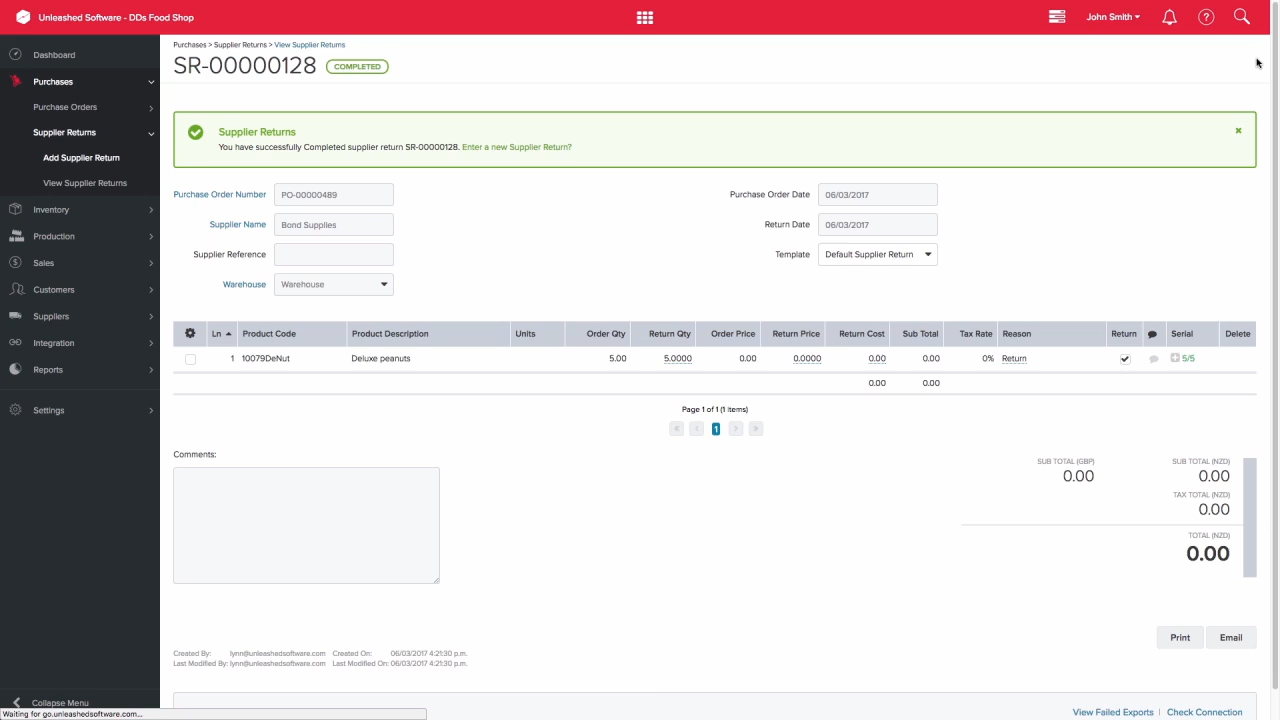 Unleashed Software - DDs Food Shop
John Smith
?
Dashboard
Purchases
Purchase Orders
Supplier Returns
Add Supplier Return
View Supplier Returns
Inventory
Production
Sales
Customers
Suppliers
Integration
Reports
Settings
Collapse Menu
Waiting for go.unleashedsoftware.com...
Purchases > Supplier Returns > View Supplier Returns
SR-00000128 COMPLETED
Supplier Returns
You have successfully Completed supplier return SR-00000128. Enter a new Supplier Return?
Purchase Order Number PO-00000489 Purchase Order Date 06/03/2017
Supplier Name Bond Supplies Return Date 06/03/2017
Supplier Reference Template Default Supplier Return
Warehouse Warehouse
Ln Product Code Product Description Units Order Qty Return Qty Order Price Return Price Return Cost Sub Total Tax Rate Reason Return Serial Delete
1 10079DeNut Deluxe peanuts 5.00 5.0000 0.00 0.0000 0.00 0.00 0% Return 5/5
0.00 0.00
Page 1 of 1 (1 items)
« ‹ 1 › »
Comments:
SUB TOTAL (GBP) SUB TOTAL (NZD)
0.00 0.00
TAX TOTAL (NZD)
0.00
TOTAL (NZD)
0.00
Print Email
Created By: lynn@unleashedsoftware.com Created On: 06/03/2017 4:21:30 p.m.
Last Modified By: lynn@unleashedsoftware.com Last Modified On: 06/03/2017 4:21:30 p.m.
View Failed Exports | Check Connection